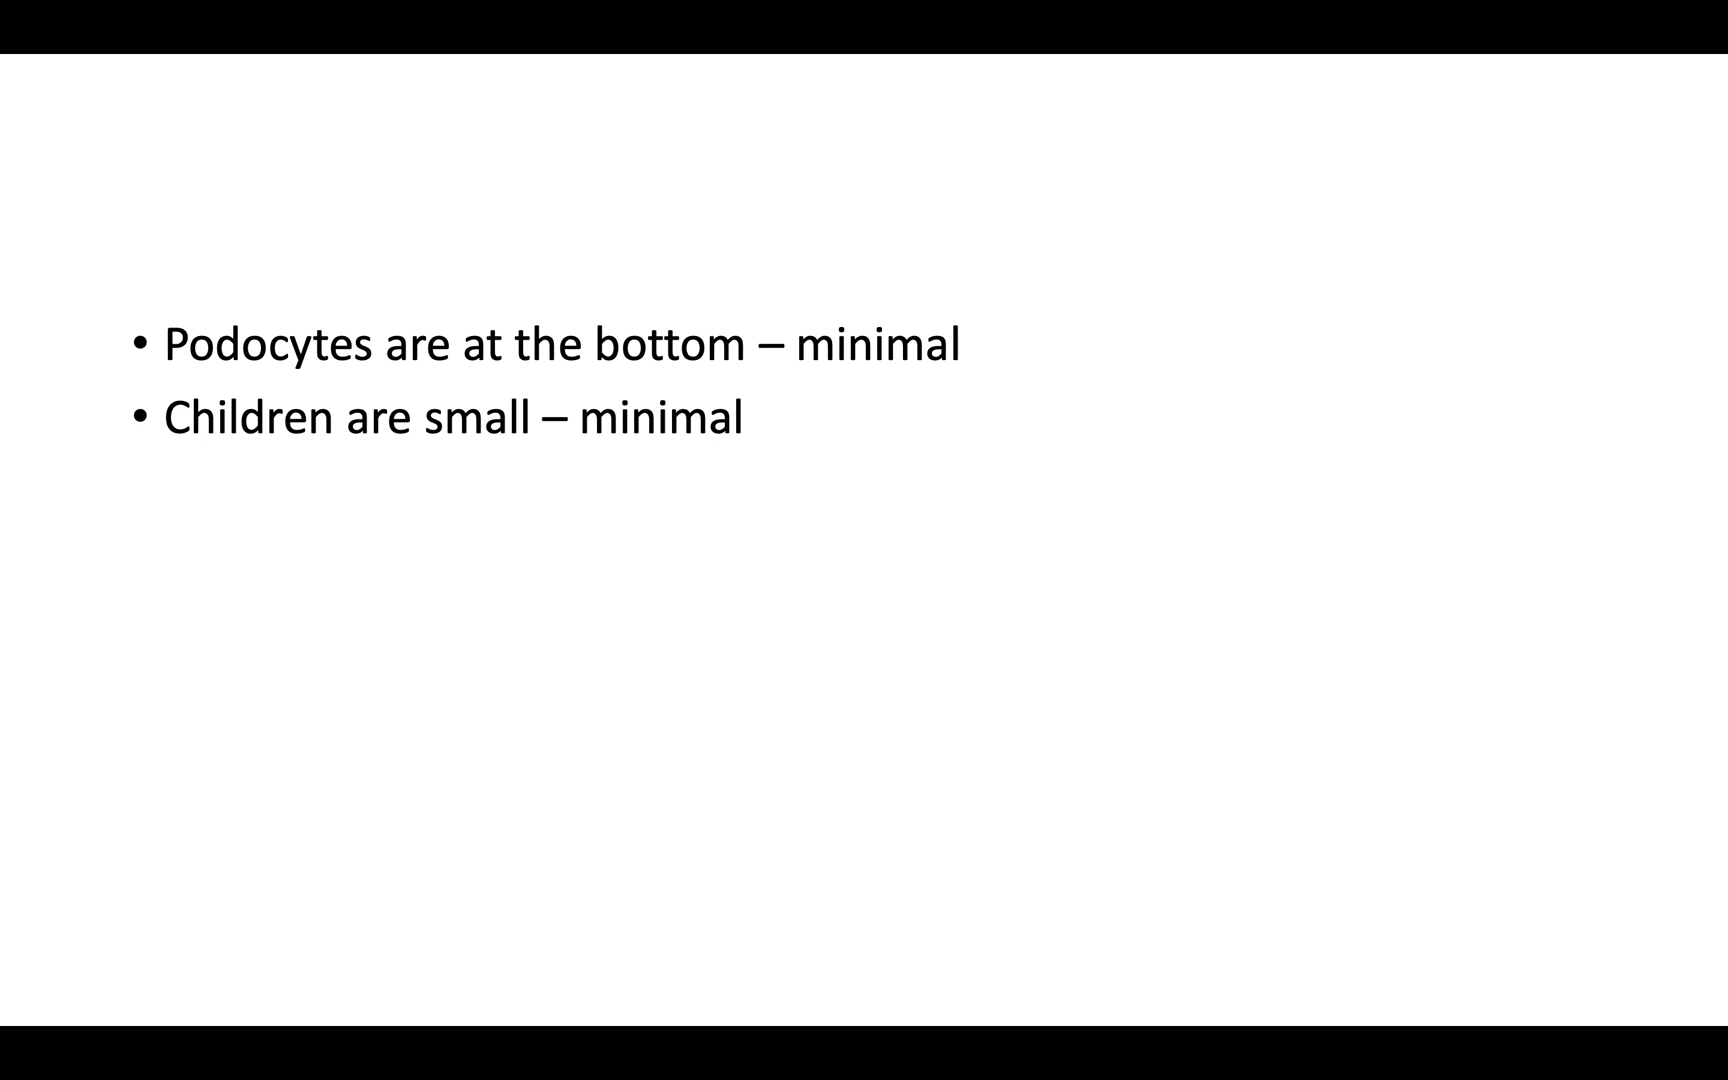 • Podocytes are at the bottom – minimal
• Children are small – minimal